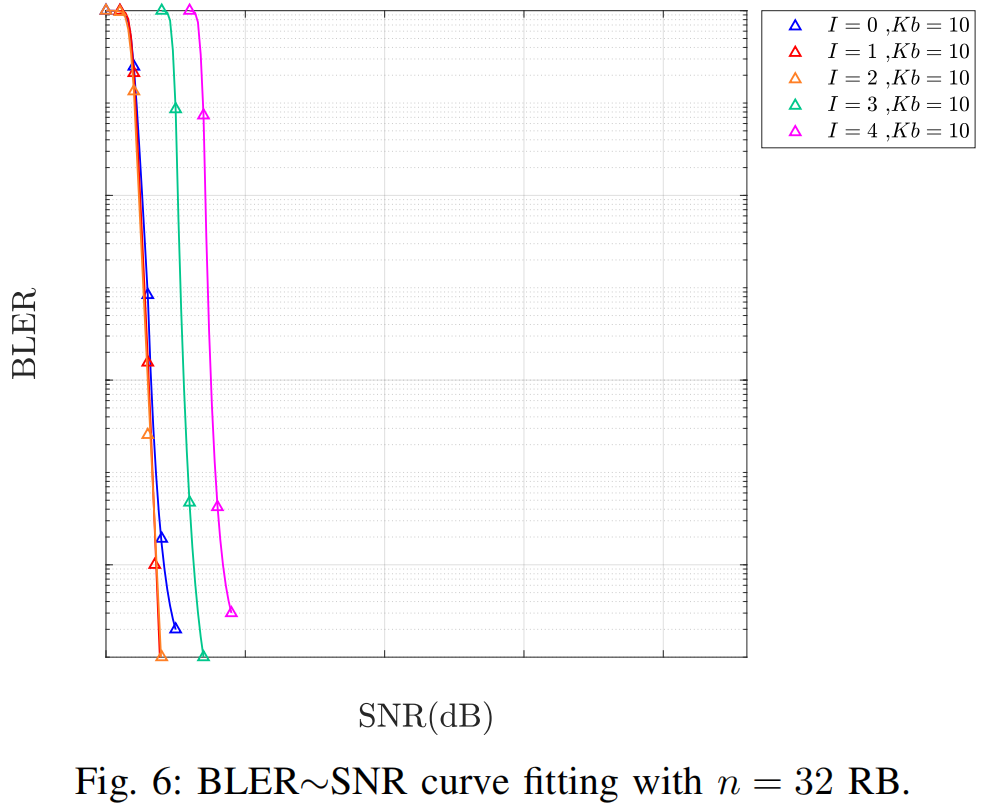 I = 0 ,Kb = 10
I = 1 ,Kb = 10
I = 2 ,Kb = 10
I = 3 ,Kb = 10
I = 4 ,Kb = 10
BLER
SNR(dB)
Fig. 6: BLER∼SNR curve fitting with n = 32 RB.